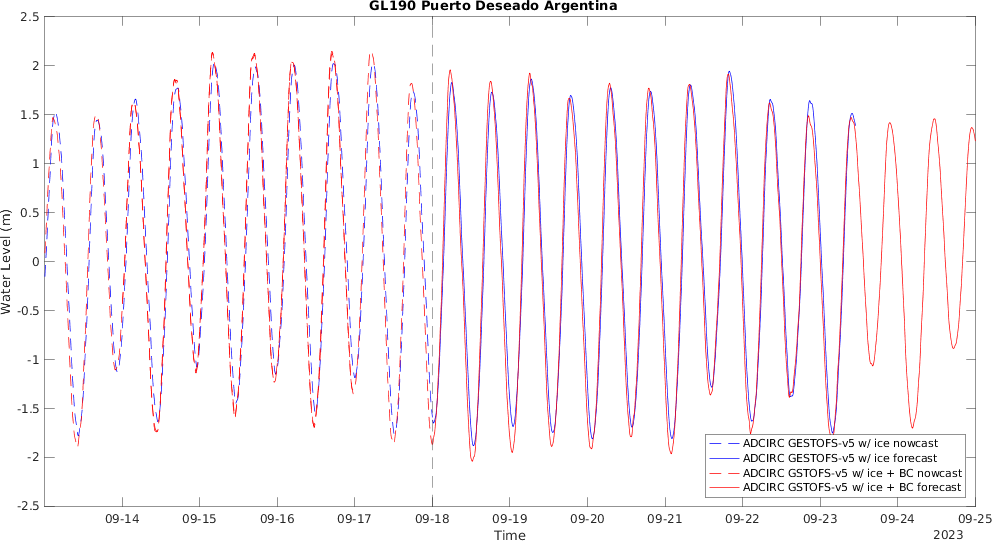 GL190 Puerto Deseado Argentina
2.5
2
1.5
1
0.5
0
-0.5
-1
-1.5
-2
-2.5
Water Level (m)
09-14 09-15 09-16 09-17 09-18 09-19 09-20 09-21 09-22 09-23 09-24 09-25
Time
2023
ADCIRC GESTOFS-v5 w/ ice nowcast
ADCIRC GESTOFS-v5 w/ ice forecast
ADCIRC GSTOFS-v5 w/ ice + BC nowcast
ADCIRC GSTOFS-v5 w/ ice + BC forecast